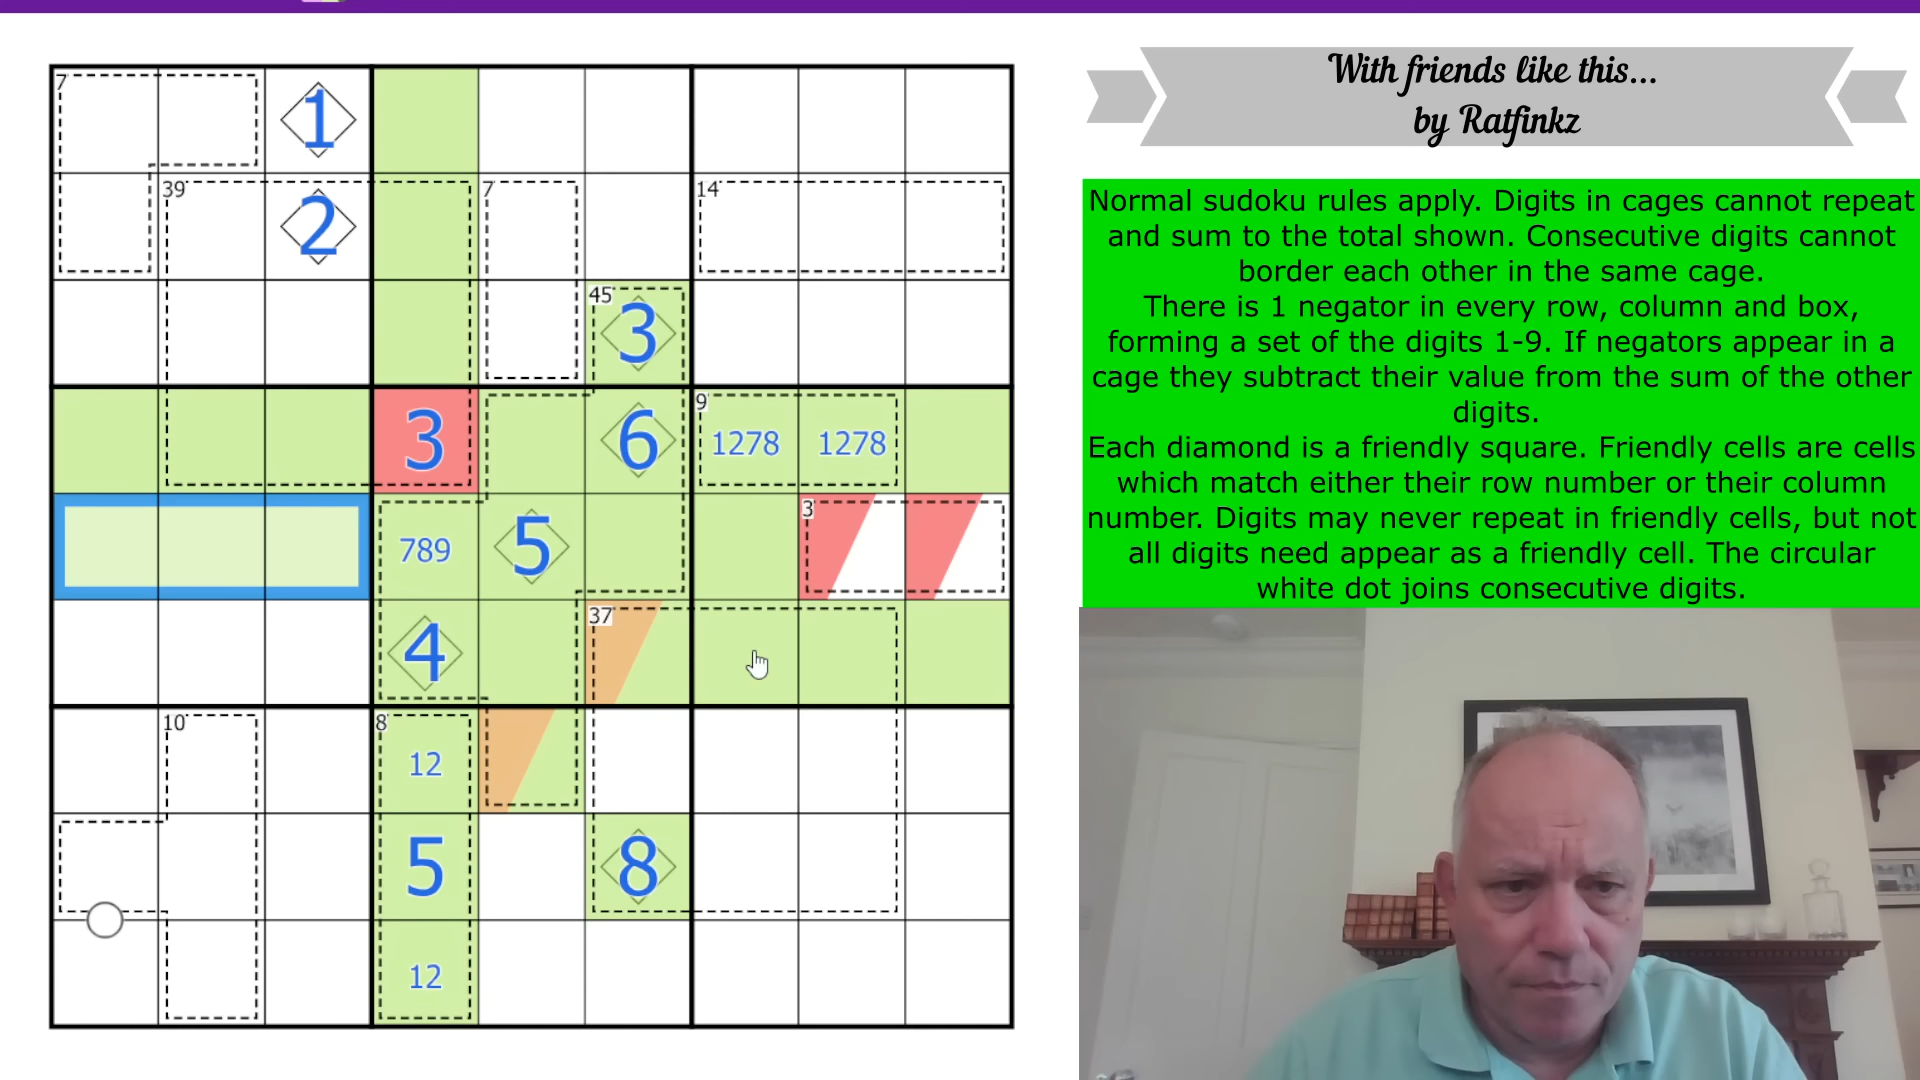 With friends like this...
by Ratfinkz
7
1
39
2
7
14
45
3
3
6
9
1278
1278
789
5
3
4
37
10
8
12
5
8
12
Normal sudoku rules apply. Digits in cages cannot repeat
and sum to the total shown. Consecutive digits cannot
border each other in the same cage.
There is 1 negator in every row, column and box,
forming a set of the digits 1-9. If negators appear in a
cage they subtract their value from the sum of the other
digits.
Each diamond is a friendly square. Friendly cells are cells
which match either their row number or their column
number. Digits may never repeat in friendly cells, but not
all digits need appear as a friendly cell. The circular
white dot joins consecutive digits.